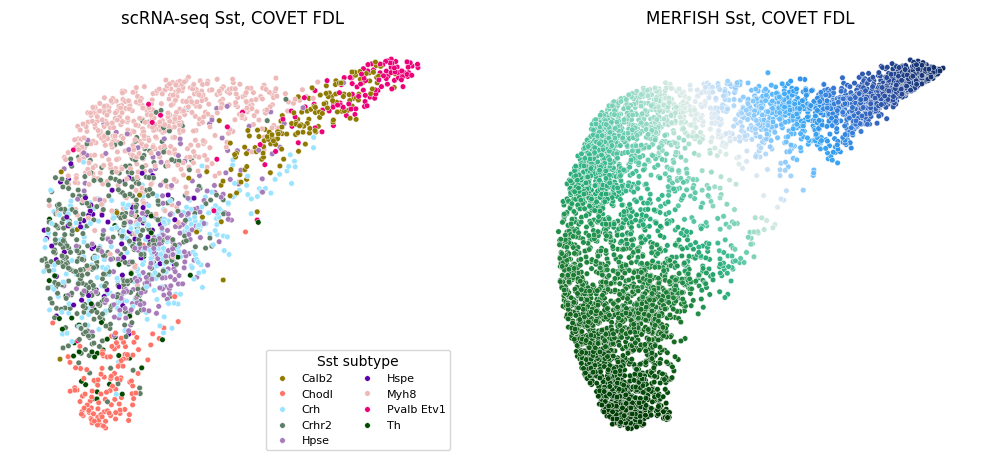 scRNA-seq Sst, COVET FDL
MERFISH Sst, COVET FDL
Sst subtype
Calb2
Chodl
Crh
Crhr2
Hpse
Hspe
Myh8
Pvalb Etv1
Th